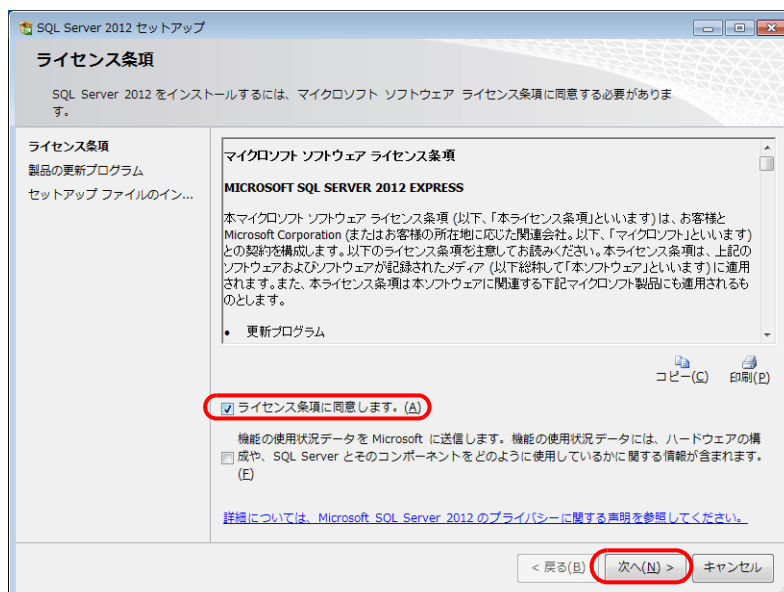 SQL Server 2012 セットアップ
ライセンス条項
SQL Server 2012 をインストールするには、マイクロソフト ソフトウェア ライセンス条項に同意する必要がありま
す。
ライセンス条項
製品の更新プログラム
セットアップ ファイルのイン...
マイクロソフト ソフトウェア ライセンス条項
MICROSOFT SQL SERVER 2012 EXPRESS
本マイクロソフト ソフトウェア ライセンス条項 (以下、「本ライセンス条項」といいます) は、お客様と
Microsoft Corporation (またはお客様の所在地に応じた関連会社。以下、「マイクロソフト」といいます)
との契約を構成します。以下のライセンス条項を注意してお読みください。本ライセンス条項は、上記の
ソフトウェアおよびソフトウェアが記録されたメディア (以下総称して「本ソフトウェア」といいます) に適用
されます。また、本ライセンス条項は本ソフトウェアに関連する下記マイクロソフト製品にも適用されるも
のとします。
• 更新プログラム
コピー(C) 印刷(P)
ライセンス条項に同意します。(A)
機能の使用状況データを Microsoft に送信します。機能の使用状況データには、ハードウェアの構
成や、SQL Server とそのコンポーネントをどのように使用しているかに関する情報が含まれます。
(F)
詳細については、Microsoft SQL Server 2012 のプライバシーに関する声明を参照してください。
< 戻る(B) 次へ(N) > キャンセル